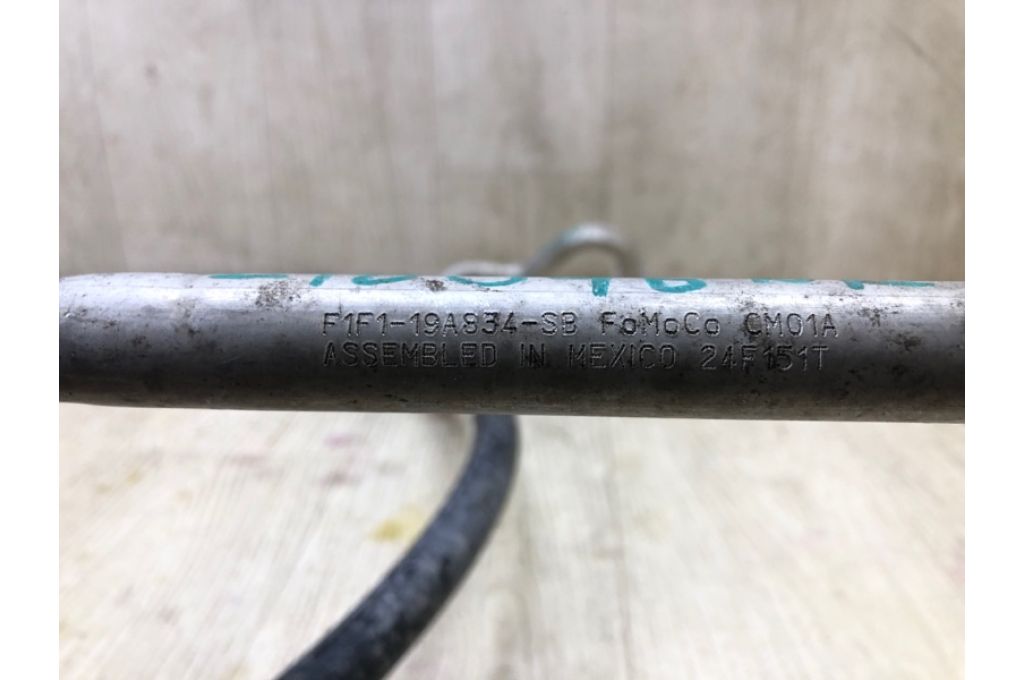 F1F1-19A834-SB FoMoCo CM01A
ASSEMBLED IN MEXICO 24F151T